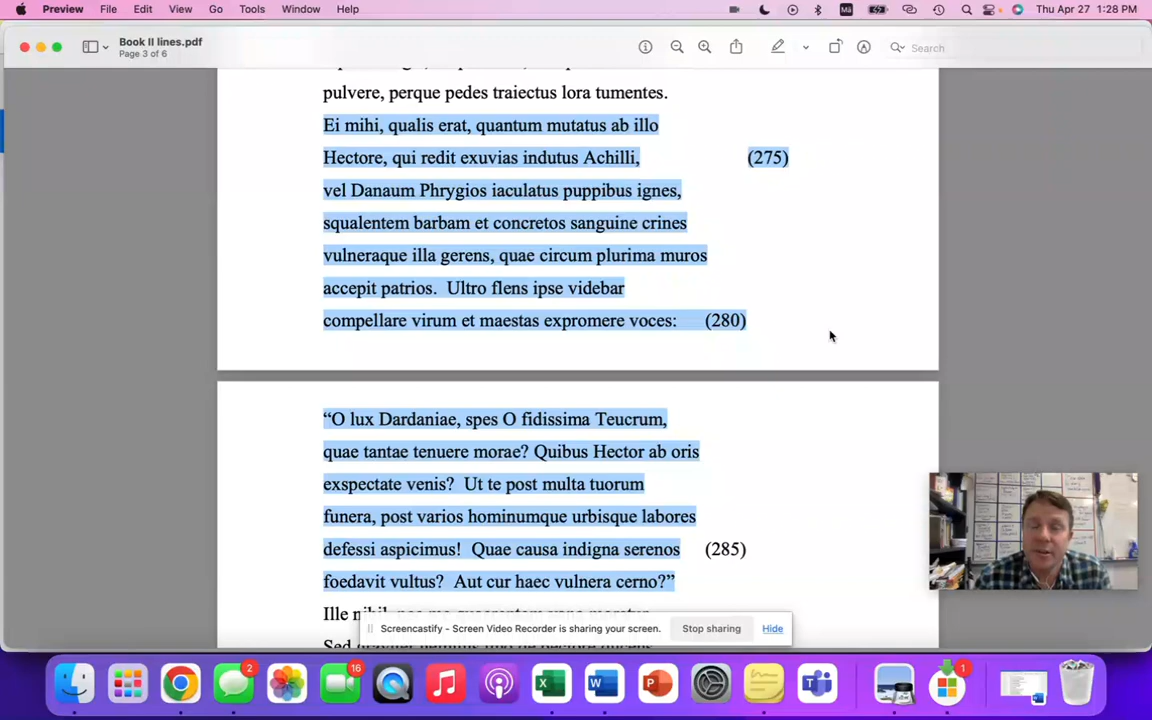 Preview File Edit View Go Tools Window Help Thu Apr 27 1:28 PM
Book II lines.pdf
Page 3 of 6
Search
pulvere, perque pedes traiectus lora tumentes.
Ei mihi, qualis erat, quantum mutatus ab illo
Hectore, qui redit exuvias indutus Achilli, (275)
vel Danaum Phrygios iaculatus puppibus ignes,
squalentem barbam et concretos sanguine crines
vulneraque illa gerens, quae circum plurima muros
accepit patrios. Ultro flens ipse videbar
compellare virum et maestas expromere voces: (280)
“O lux Dardaniae, spes O fidissima Teucrum,
quae tantae tenuere morae? Quibus Hector ab oris
exspectate venis? Ut te post multa tuorum
funera, post varios hominumque urbisque labores
defessi aspicimus! Quae causa indigna serenos (285)
foedavit vultus? Aut cur haec vulnera cerno?”
Ille
Screencastify - Screen Video Recorder is sharing your screen. Stop sharing Hide
2
16
1